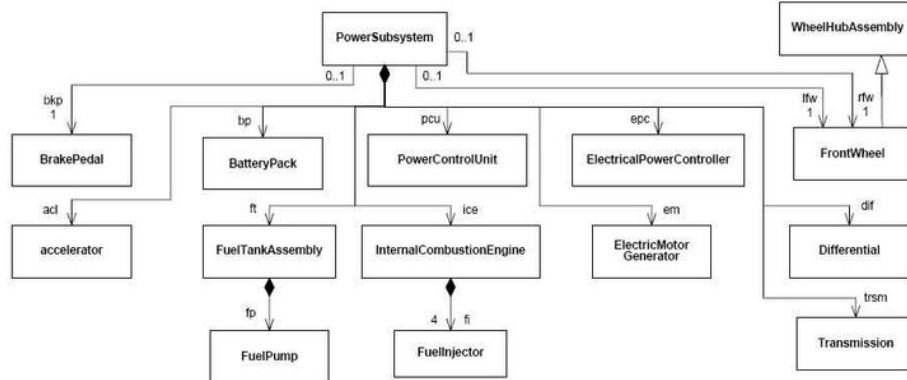 PowerSubsystem
0..1
WheelHubAssembly
0..1
0..1
bkp
1
bp
pcu
epc
lfw
1
rfw
1
BrakePedal
BatteryPack
PowerControlUnit
ElectricalPowerController
FrontWheel
acl
ft
ice
em
dif
accelerator
FuelTankAssembly
InternalCombustionEngine
ElectricMotor
Generator
Differential
fp
4
fi
trsm
FuelPump
FuelInjector
Transmission